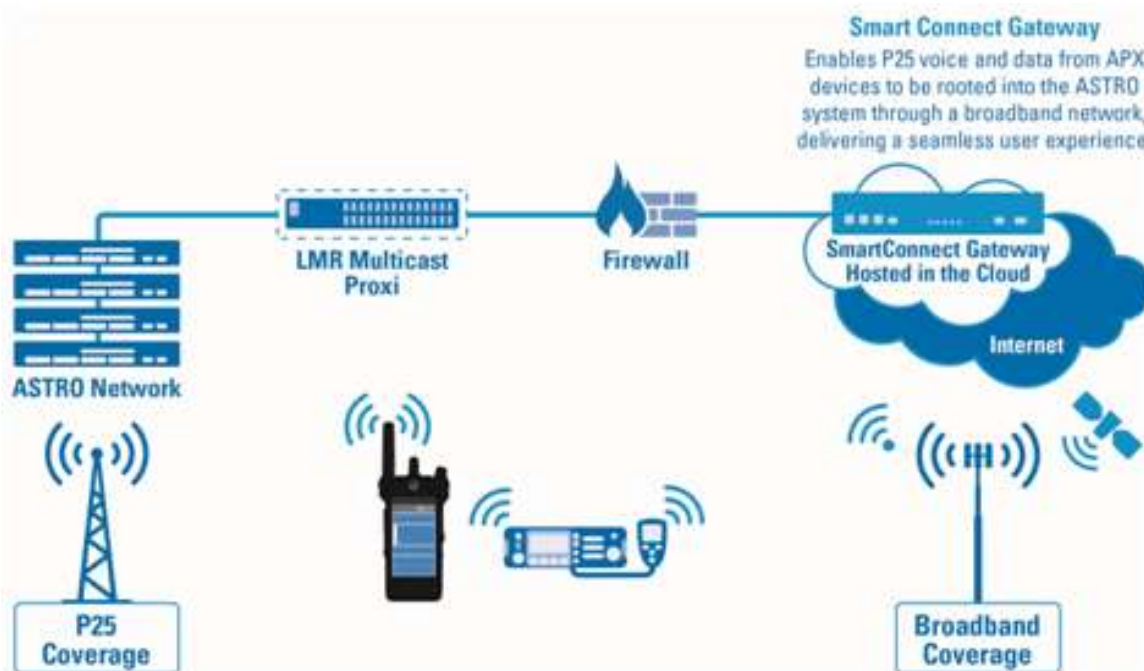 Smart Connect Gateway
Enables P25 voice and data from APX
devices to be rooted into the ASTRO
system through a broadband network,
delivering a seamless user experience
LMR Multicast
Proxi
Firewall
SmartConnect Gateway
Hosted in the Cloud
Internet
ASTRO Network
P25
Coverage
Broadband
Coverage